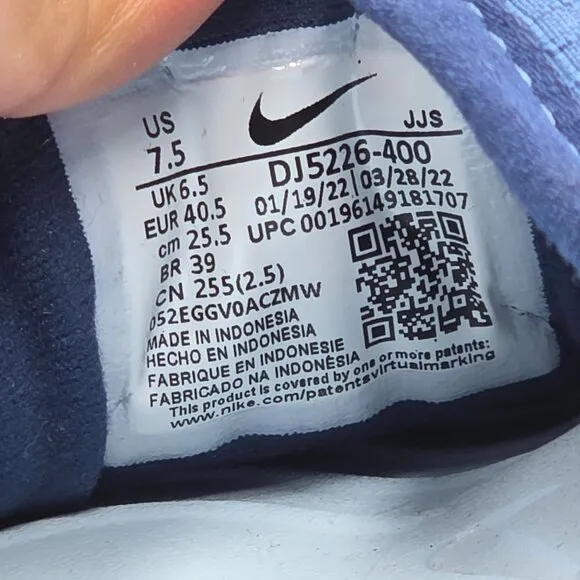 US
7.5
JJS
UK 6.5
EUR 40.5
cm 25.5
BR 39
CN 255(2.5)
DJ5226-400
01/19/22 | 03/28/22
UPC 00196149181707
052EGGV0ACZMW
MADE IN INDONESIA
HECHO EN INDONESIA
FABRIQUE EN INDONESIE
FABRICADO NA INDONÉSIA
This product is covered by one or more patents:
www.nike.com/patentsvirtualmarking